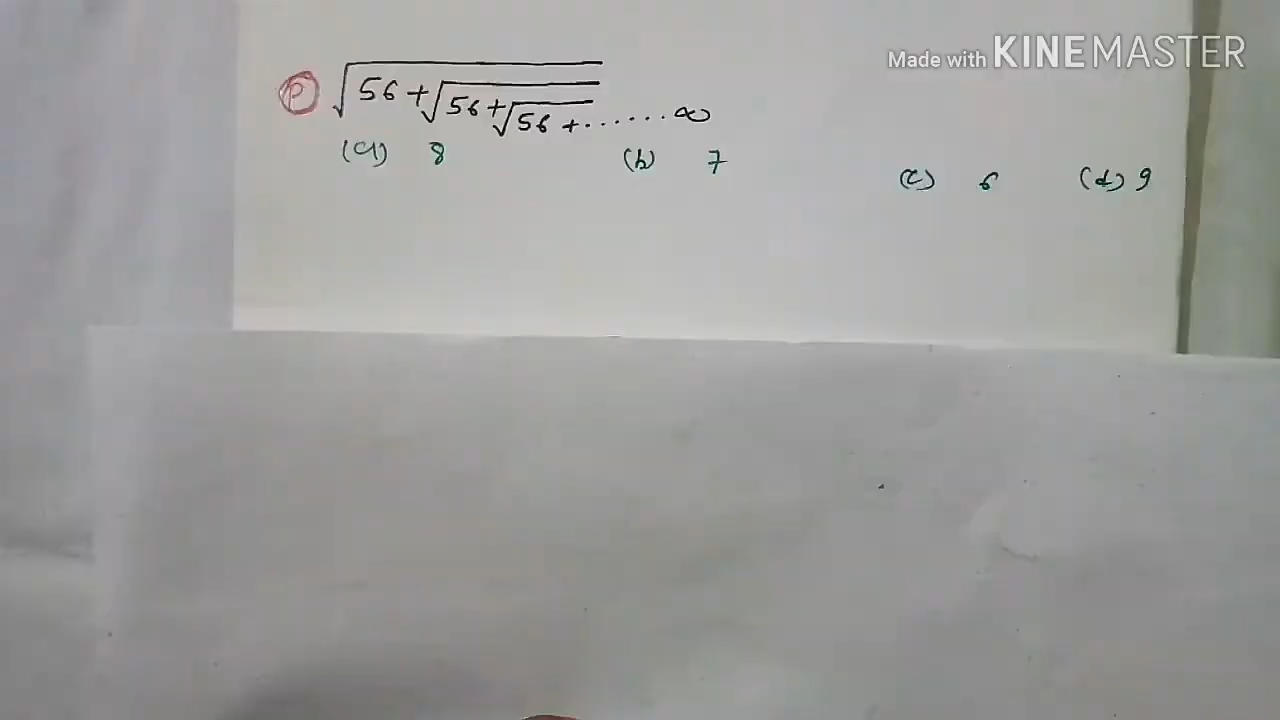 Made with KINEMASTER
(P) √56+√56+√56+......∞
(a) 8 (b) 7 (c) 6 (d) 9